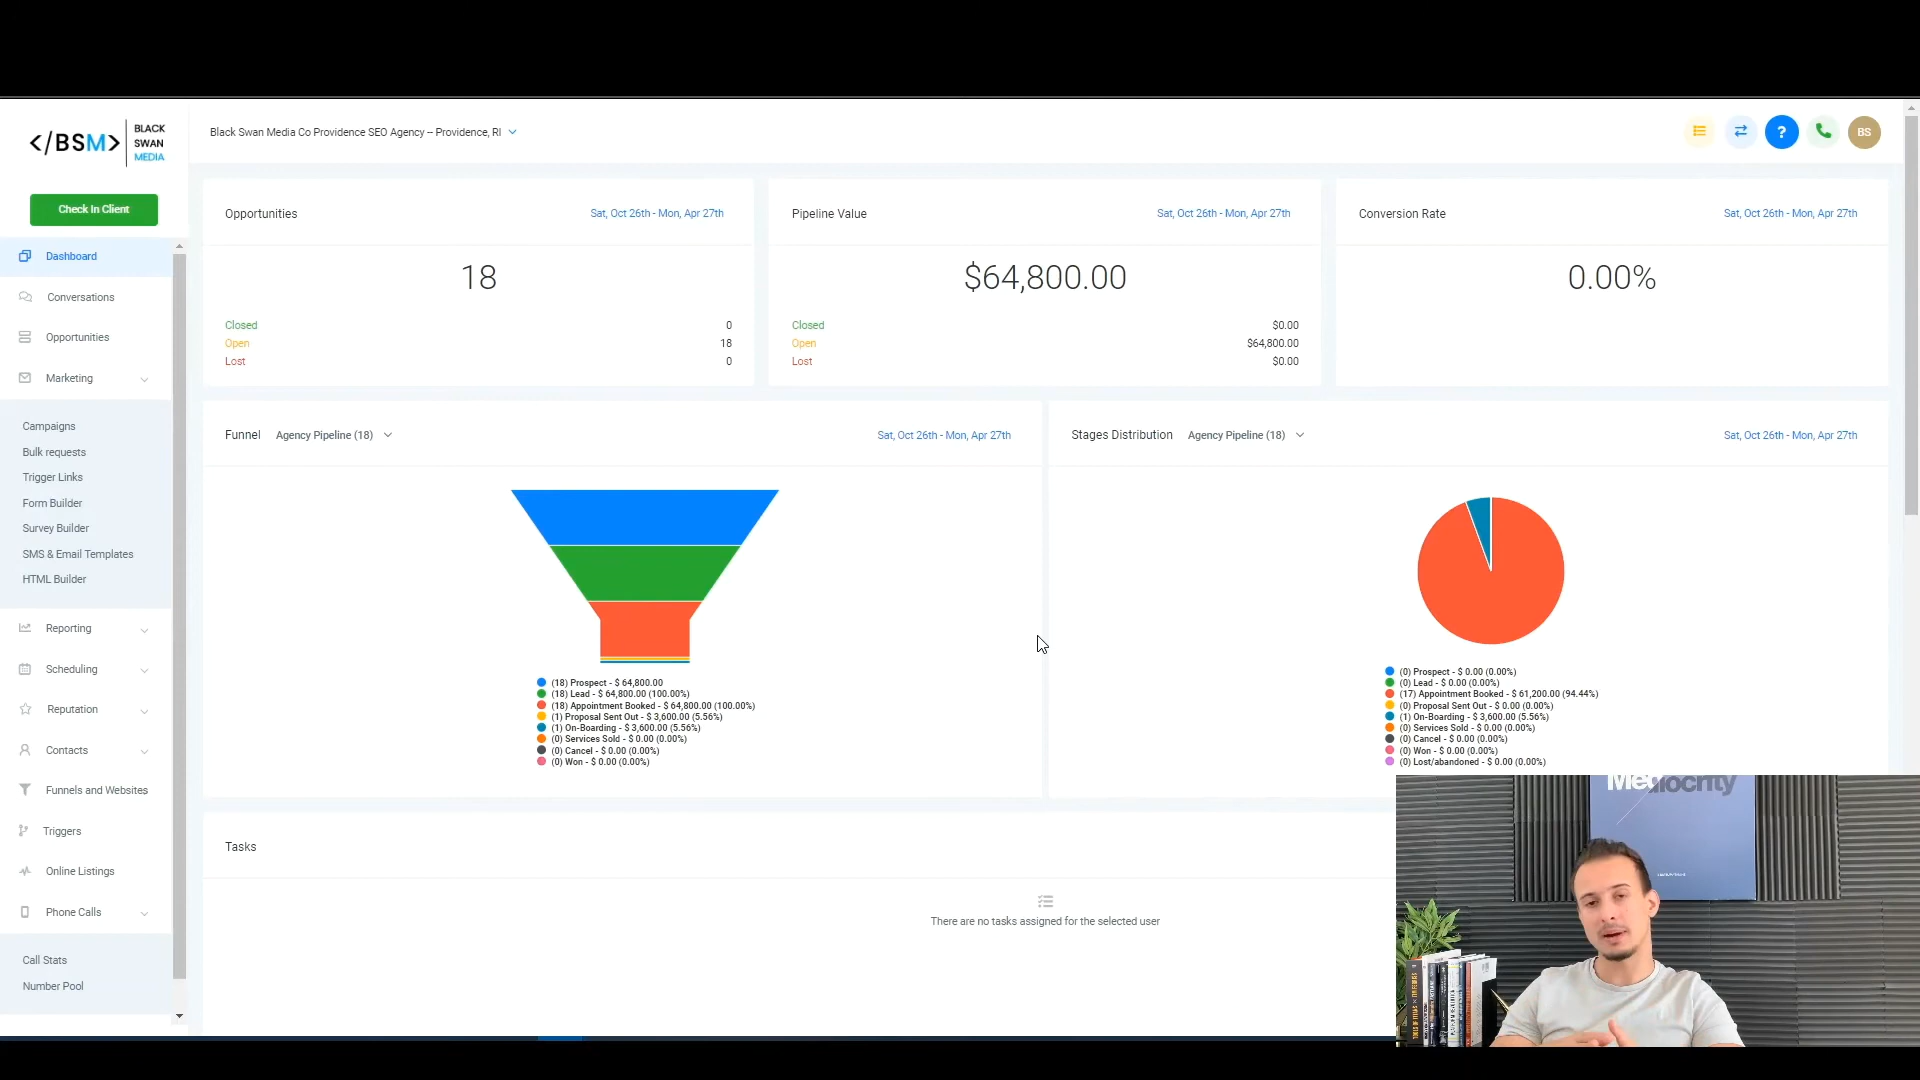 </BSM>
BLACK
SWAN
MEDIA
Black Swan Media Co Providence SEO Agency -- Providence, RI
?
BS
Check In Client
Dashboard
Conversations
Opportunities
Marketing
Campaigns
Bulk requests
Trigger Links
Form Builder
Survey Builder
SMS & Email Templates
HTML Builder
Reporting
Scheduling
Reputation
Contacts
Funnels and Websites
Triggers
Online Listings
Phone Calls
Call Stats
Number Pool
Opportunities Sat, Oct 26th - Mon, Apr 27th
18
Closed 0
Open 18
Lost 0
Pipeline Value Sat, Oct 26th - Mon, Apr 27th
$64,800.00
Closed $0.00
Open $64,800.00
Lost $0.00
Conversion Rate Sat, Oct 26th - Mon, Apr 27th
0.00%
Funnel Agency Pipeline (18) Sat, Oct 26th - Mon, Apr 27th
(18) Prospect - $ 64,800.00
(18) Lead - $ 64,800.00 (100.00%)
(18) Appointment Booked - $ 64,800.00 (100.00%)
(1) Proposal Sent Out - $ 3,600.00 (5.56%)
(1) On-Boarding - $ 3,600.00 (5.56%)
(0) Services Sold - $ 0.00 (0.00%)
(0) Cancel - $ 0.00 (0.00%)
(0) Won - $ 0.00 (0.00%)
Stages Distribution Agency Pipeline (18) Sat, Oct 26th - Mon, Apr 27th
(0) Prospect - $ 0.00 (0.00%)
(0) Lead - $ 0.00 (0.00%)
(17) Appointment Booked - $ 61,200.00 (94.44%)
(0) Proposal Sent Out - $ 0.00 (0.00%)
(1) On-Boarding - $ 3,600.00 (5.56%)
(0) Services Sold - $ 0.00 (0.00%)
(0) Cancel - $ 0.00 (0.00%)
(0) Won - $ 0.00 (0.00%)
(0) Lost/abandoned - $ 0.00 (0.00%)
Tasks
There are no tasks assigned for the selected user
Mediocrity